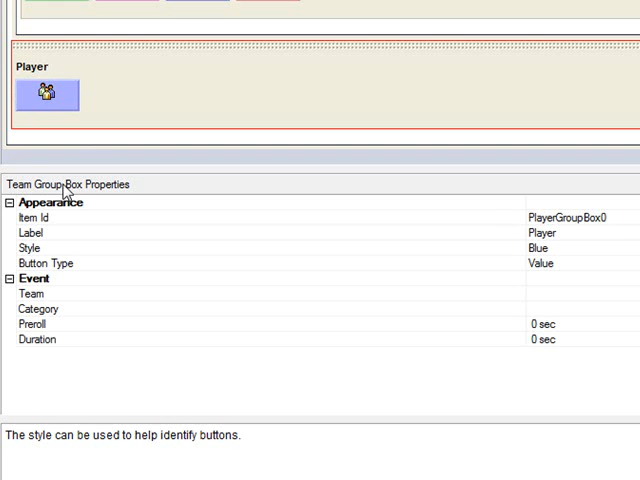 Player
Team Group Box Properties
Appearance
Item Id PlayerGroupBox0
Label Player
Style Blue
Button Type Value
Event
Team
Category
Preroll 0 sec
Duration 0 sec
The style can be used to help identify buttons.